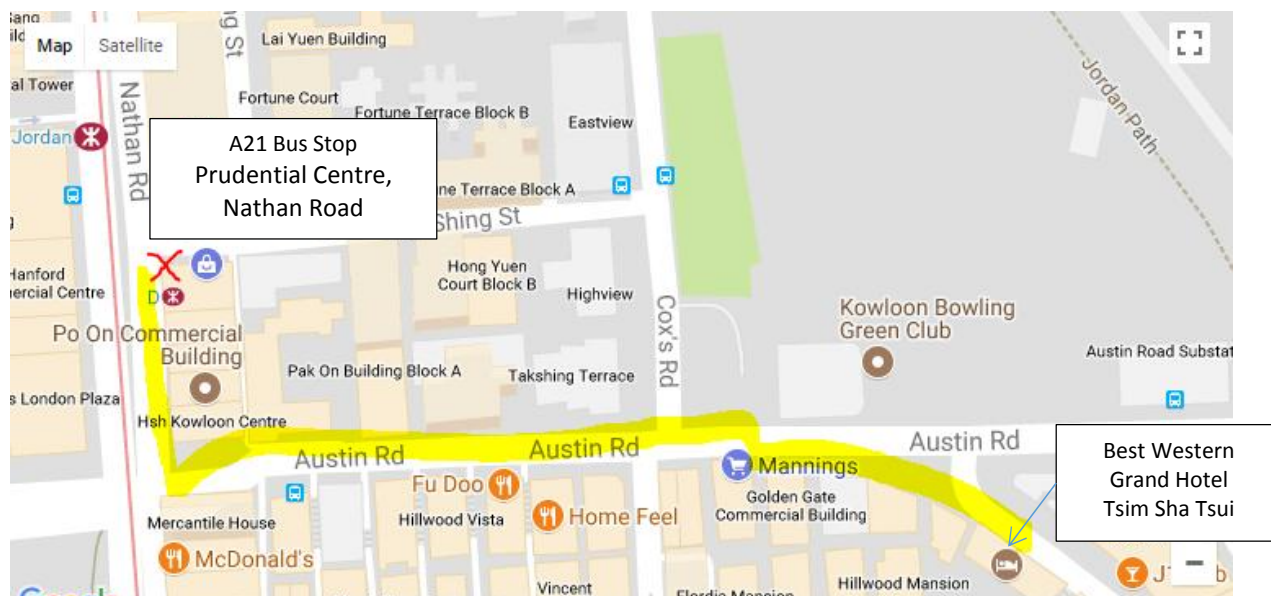 Map
Satellite
Lai Yuen Building
al Tower
Nathan Rd
Fortune Court
Fortune Terrace Block B
Eastview
Jordan Path
Jordan
A21 Bus Stop
Prudential Centre,
Nathan Road
ne Terrace Block A
Shing St
Hanford
ercial Centre
D
Hong Yuen
Court Block B
Highview
Cox's Rd
Kowloon Bowling
Green Club
Po On Commercial
Building
Austin Road Substat
Pak On Building Block A
Takshing Terrace
s London Plaza
Hsh Kowloon Centre
Austin Rd
Austin Rd
Austin Rd
Best Western
Grand Hotel
Tsim Sha Tsui
Mannings
Fu Doo
Golden Gate
Commercial Building
Mercantile House
Hillwood Vista
Home Feel
McDonald's
Vincent
Hillwood Mansion